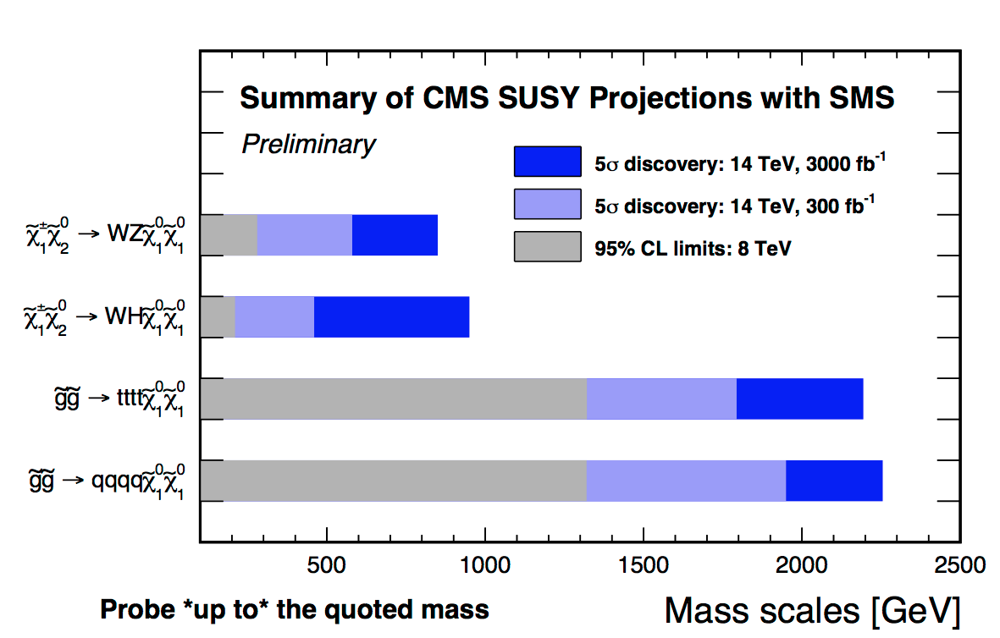 Summary of CMS SUSY Projections with SMS
Preliminary
5σ discovery: 14 TeV, 3000 fb⁻¹
5σ discovery: 14 TeV, 300 fb⁻¹
95% CL limits: 8 TeV
χ̃₁±χ̃₂⁰ → WZχ̃₁⁰χ̃₁⁰
χ̃₁±χ̃₂⁰ → WHχ̃₁⁰χ̃₁⁰
g̃g̃ → ttttχ̃₁⁰χ̃₁⁰
g̃g̃ → qqqqχ̃₁⁰χ̃₁⁰
500 1000 1500 2000 2500
Probe *up to* the quoted mass
Mass scales [GeV]